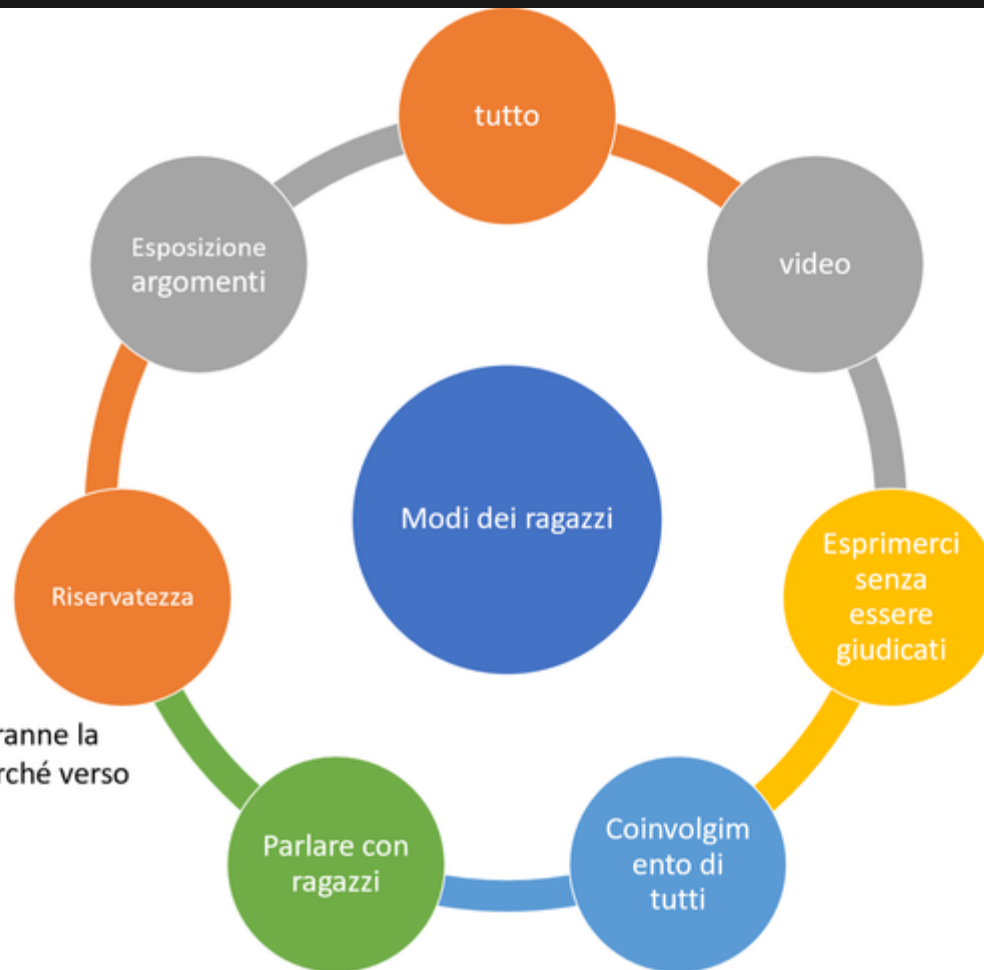 tutto
video
Esprimerci
senza
essere
giudicati
Coinvolgim
ento di
tutti
Parlare con
ragazzi
Riservatezza
Esposizione
argomenti
Modi dei ragazzi
ranne la
rché verso